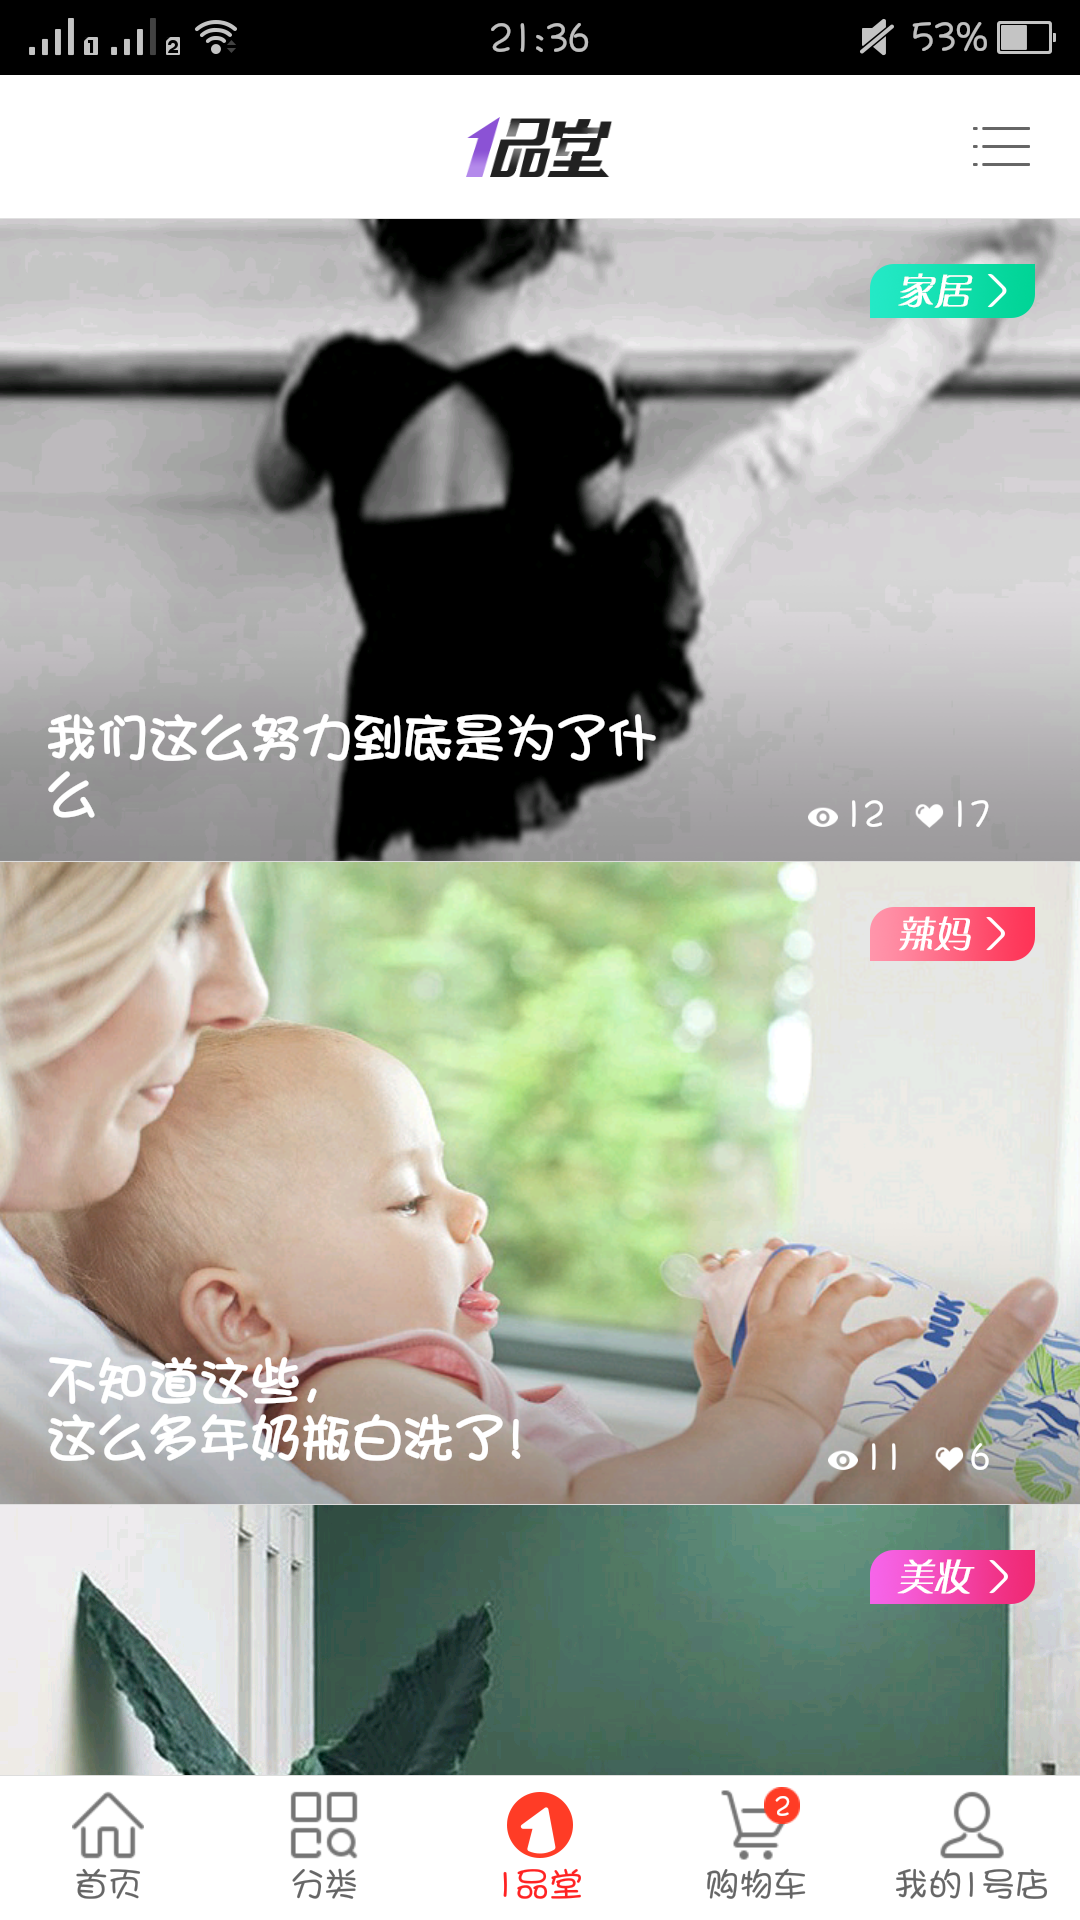 1 2 21:36 53%
1品堂
家居
我们这么努力到底是为了什
么
12 17
辣妈
NUK
不知道这些,
这么多年奶瓶白洗了!
11 6
美妆
2
首页 分类 1品堂 购物车 我的1号店